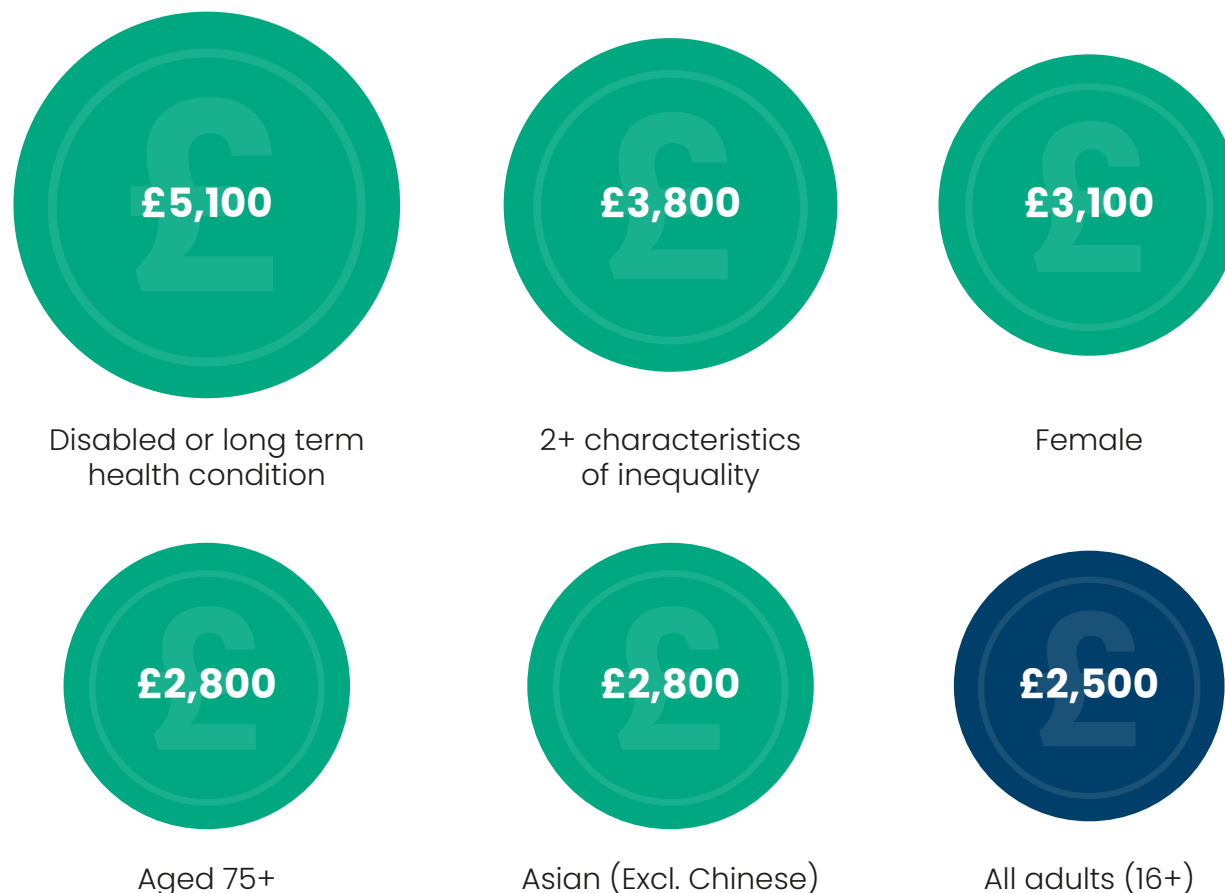 £5,100
£3,800
£3,100
Disabled or long term
health condition
2+ characteristics
of inequality
Female
£2,800
£2,800
£2,500
Aged 75+
Asian (Excl. Chinese)
All adults (16+)